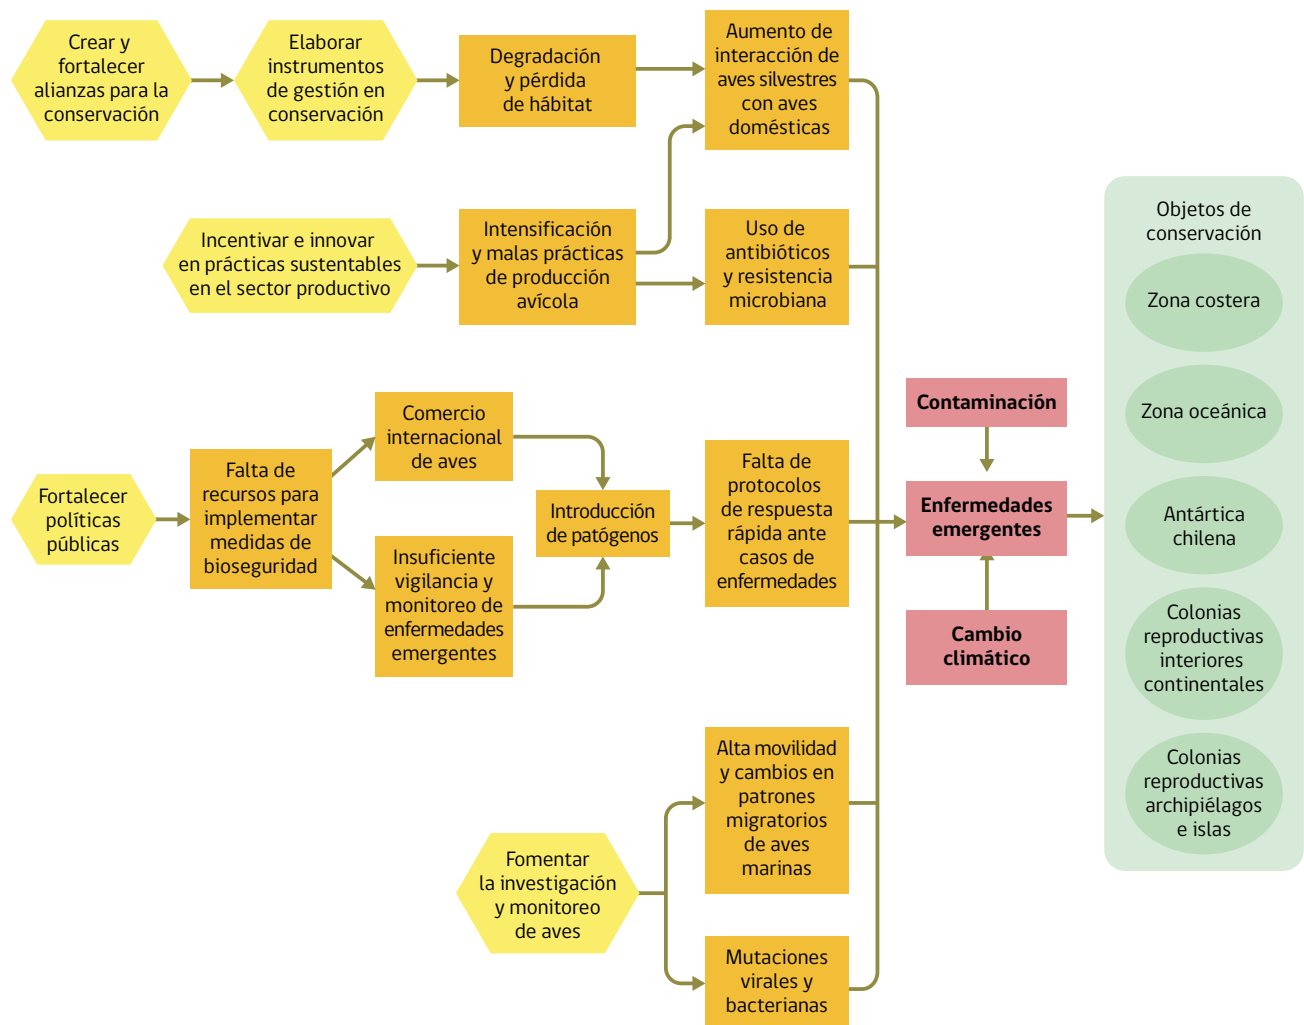 Crear y
fortalecer
alianzas para la
conservación
Elaborar
instrumentos
de gestión en
conservación
Degradación
y pérdida
de hábitat
Aumento de
interacción de
aves silvestres
con aves
domésticas
Incentivar e innovar
en prácticas sustentables
en el sector productivo
Intensificación
y malas prácticas
de producción
avícola
Uso de
antibióticos
y resistencia
microbiana
Fortalecer
políticas
públicas
Falta de
recursos para
implementar
medidas de
bioseguridad
Comercio
internacional
de aves
Insuficiente
vigilancia y
monitoreo de
enfermedades
emergentes
Introducción
de patógenos
Falta de
protocolos
de respuesta
rápida ante
casos de
enfermedades
Fomentar
la investigación
y monitoreo
de aves
Alta movilidad
y cambios en
patrones
migratorios
de aves
marinas
Mutaciones
virales y
bacterianas
Contaminación
Enfermedades
emergentes
Cambio
climático
Objetos de
conservación
Zona costera
Zona oceánica
Antártica
chilena
Colonias
reproductivas
interiores
continentales
Colonias
reproductivas
archipiélagos
e islas